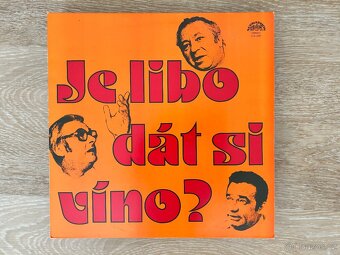 Je libo
dát si
víno?